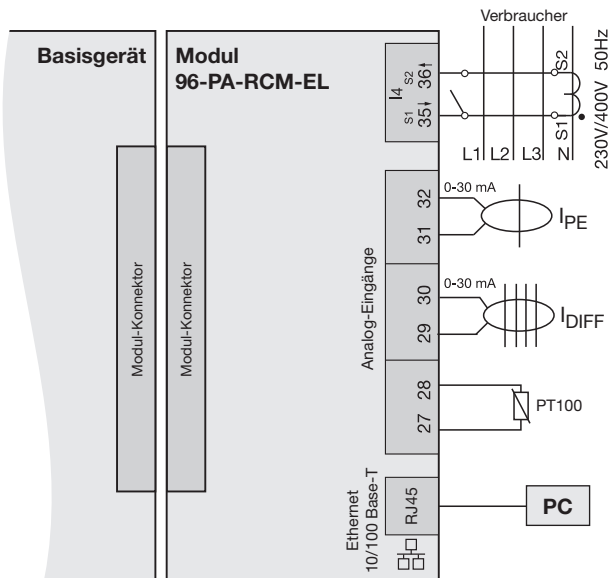 Verbraucher
Basisgerät
Modul
96-PA-RCM-EL
I4
S2
36
S1
35
S2
S1
230V/400V 50Hz
L1 L2 L3 N
Modul-Konnektor
Modul-Konnektor
Analog-Eingänge
32
31
0-30 mA
IPE
30
29
0-30 mA
IDIFF
28
27
PT100
Ethernet
10/100 Base-T
RJ45
PC